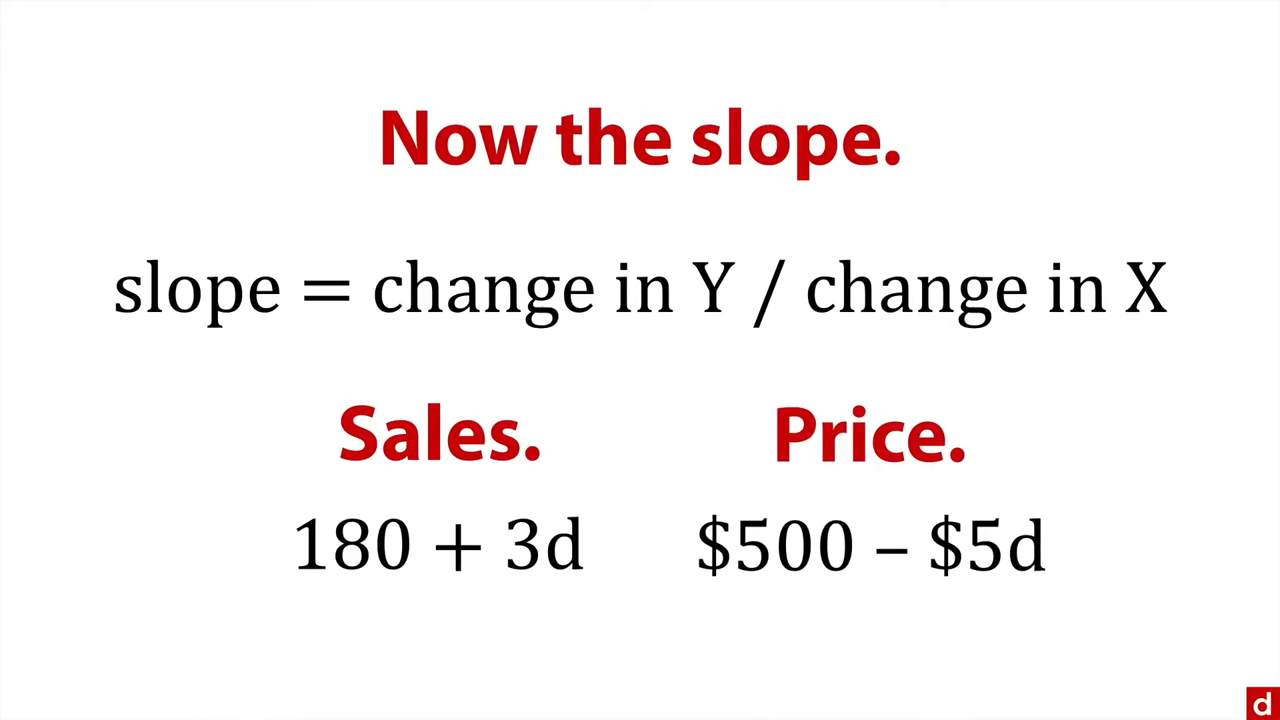 Now the slope.
slope = change in Y / change in X
Sales. Price.
180 + 3d $500 – $5d
d